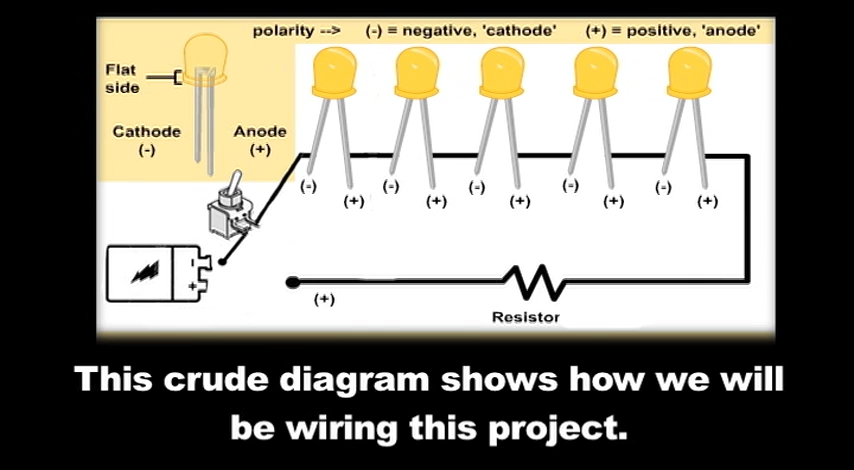 polarity --> (-) = negative, 'cathode' (+) = positive, 'anode'
Flat
side
Cathode
(-)
Anode
(+)
(-) (+) (-) (+) (-) (+) (-) (+) (-) (+)
-
+
(+)
Resistor
This crude diagram shows how we will
be wiring this project.